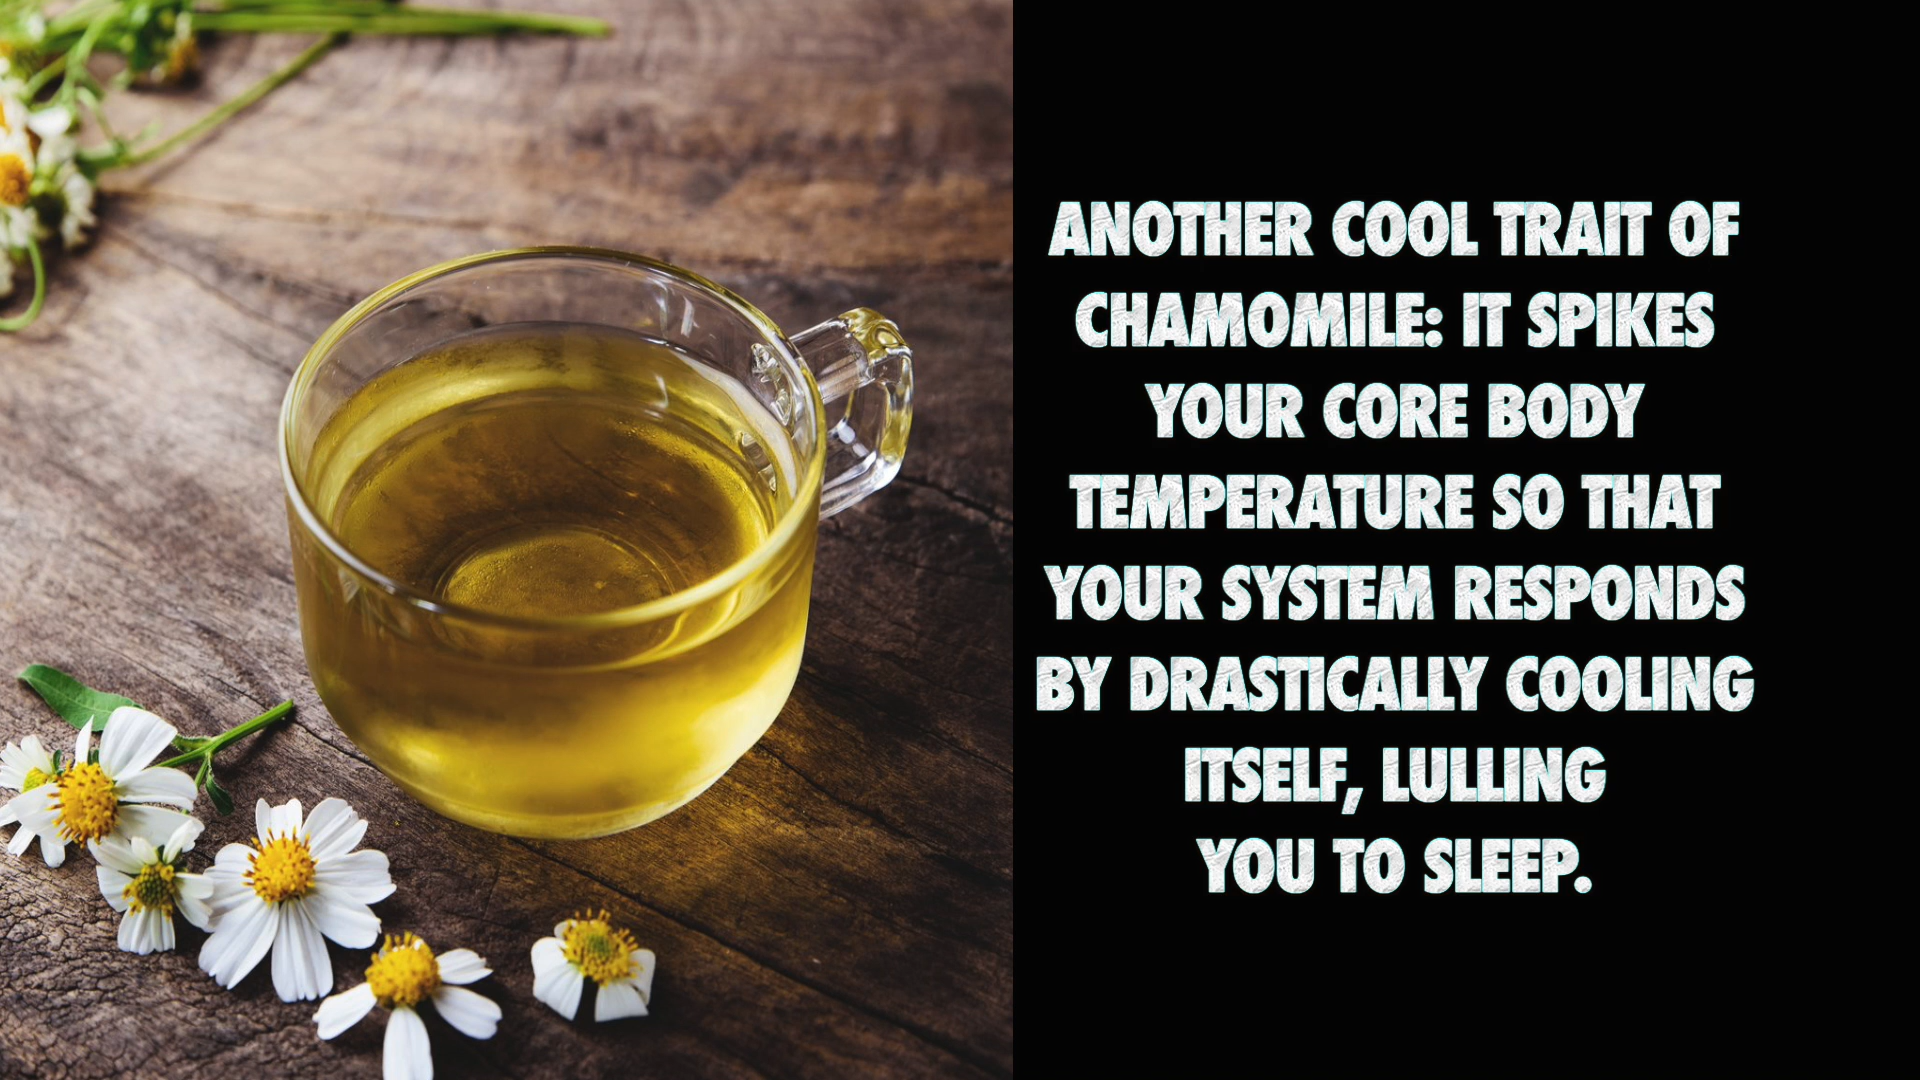 ANOTHER COOL TRAIT OF
CHAMOMILE: IT SPIKES
YOUR CORE BODY
TEMPERATURE SO THAT
YOUR SYSTEM RESPONDS
BY DRASTICALLY COOLING
ITSELF, LULLING
YOU TO SLEEP.